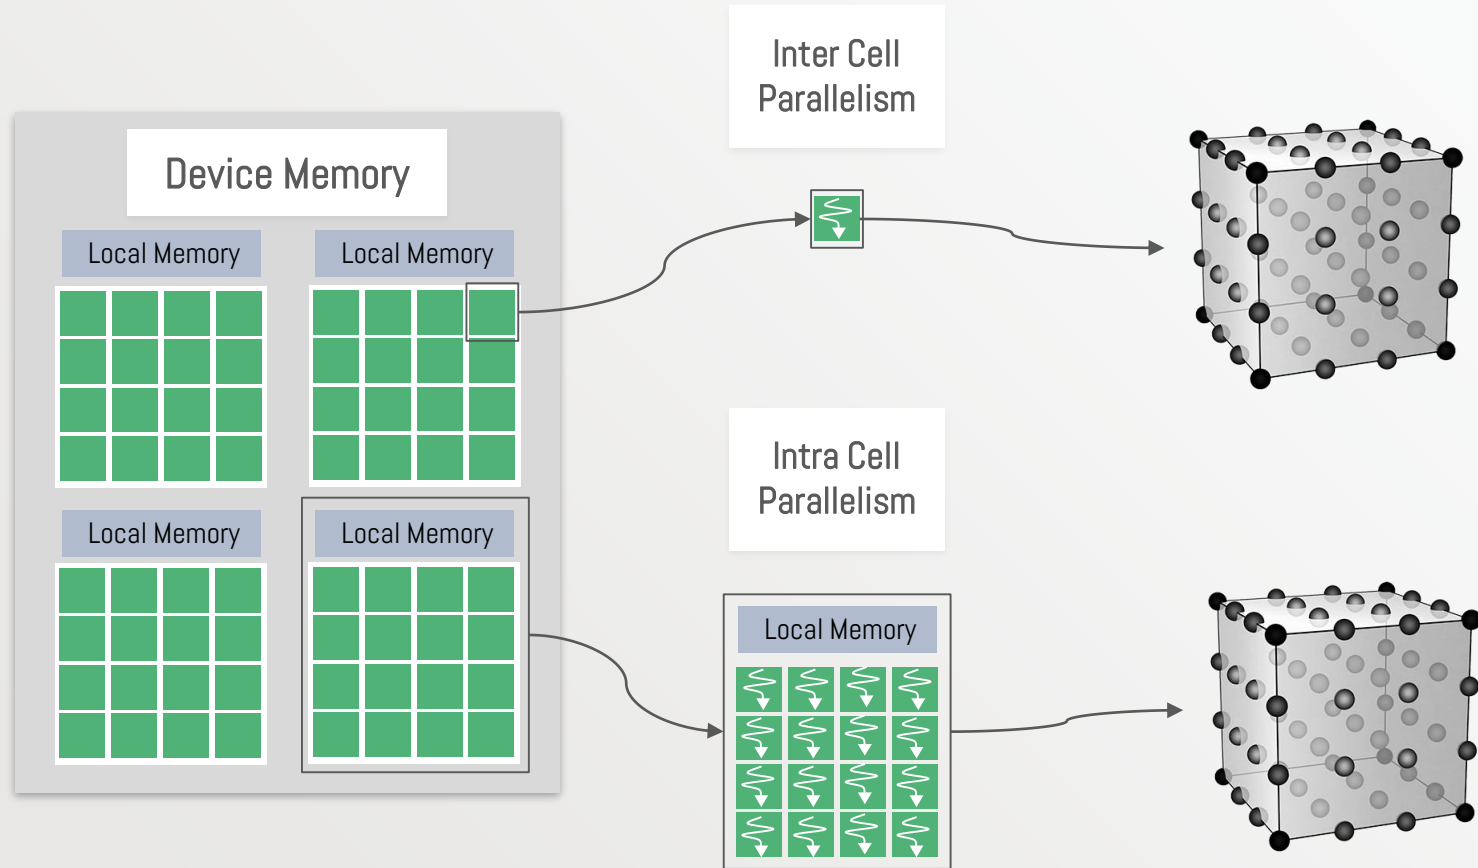 Inter Cell
Parallelism
Device Memory
Local Memory
Local Memory
Local Memory
Local Memory
Intra Cell
Parallelism
Local Memory